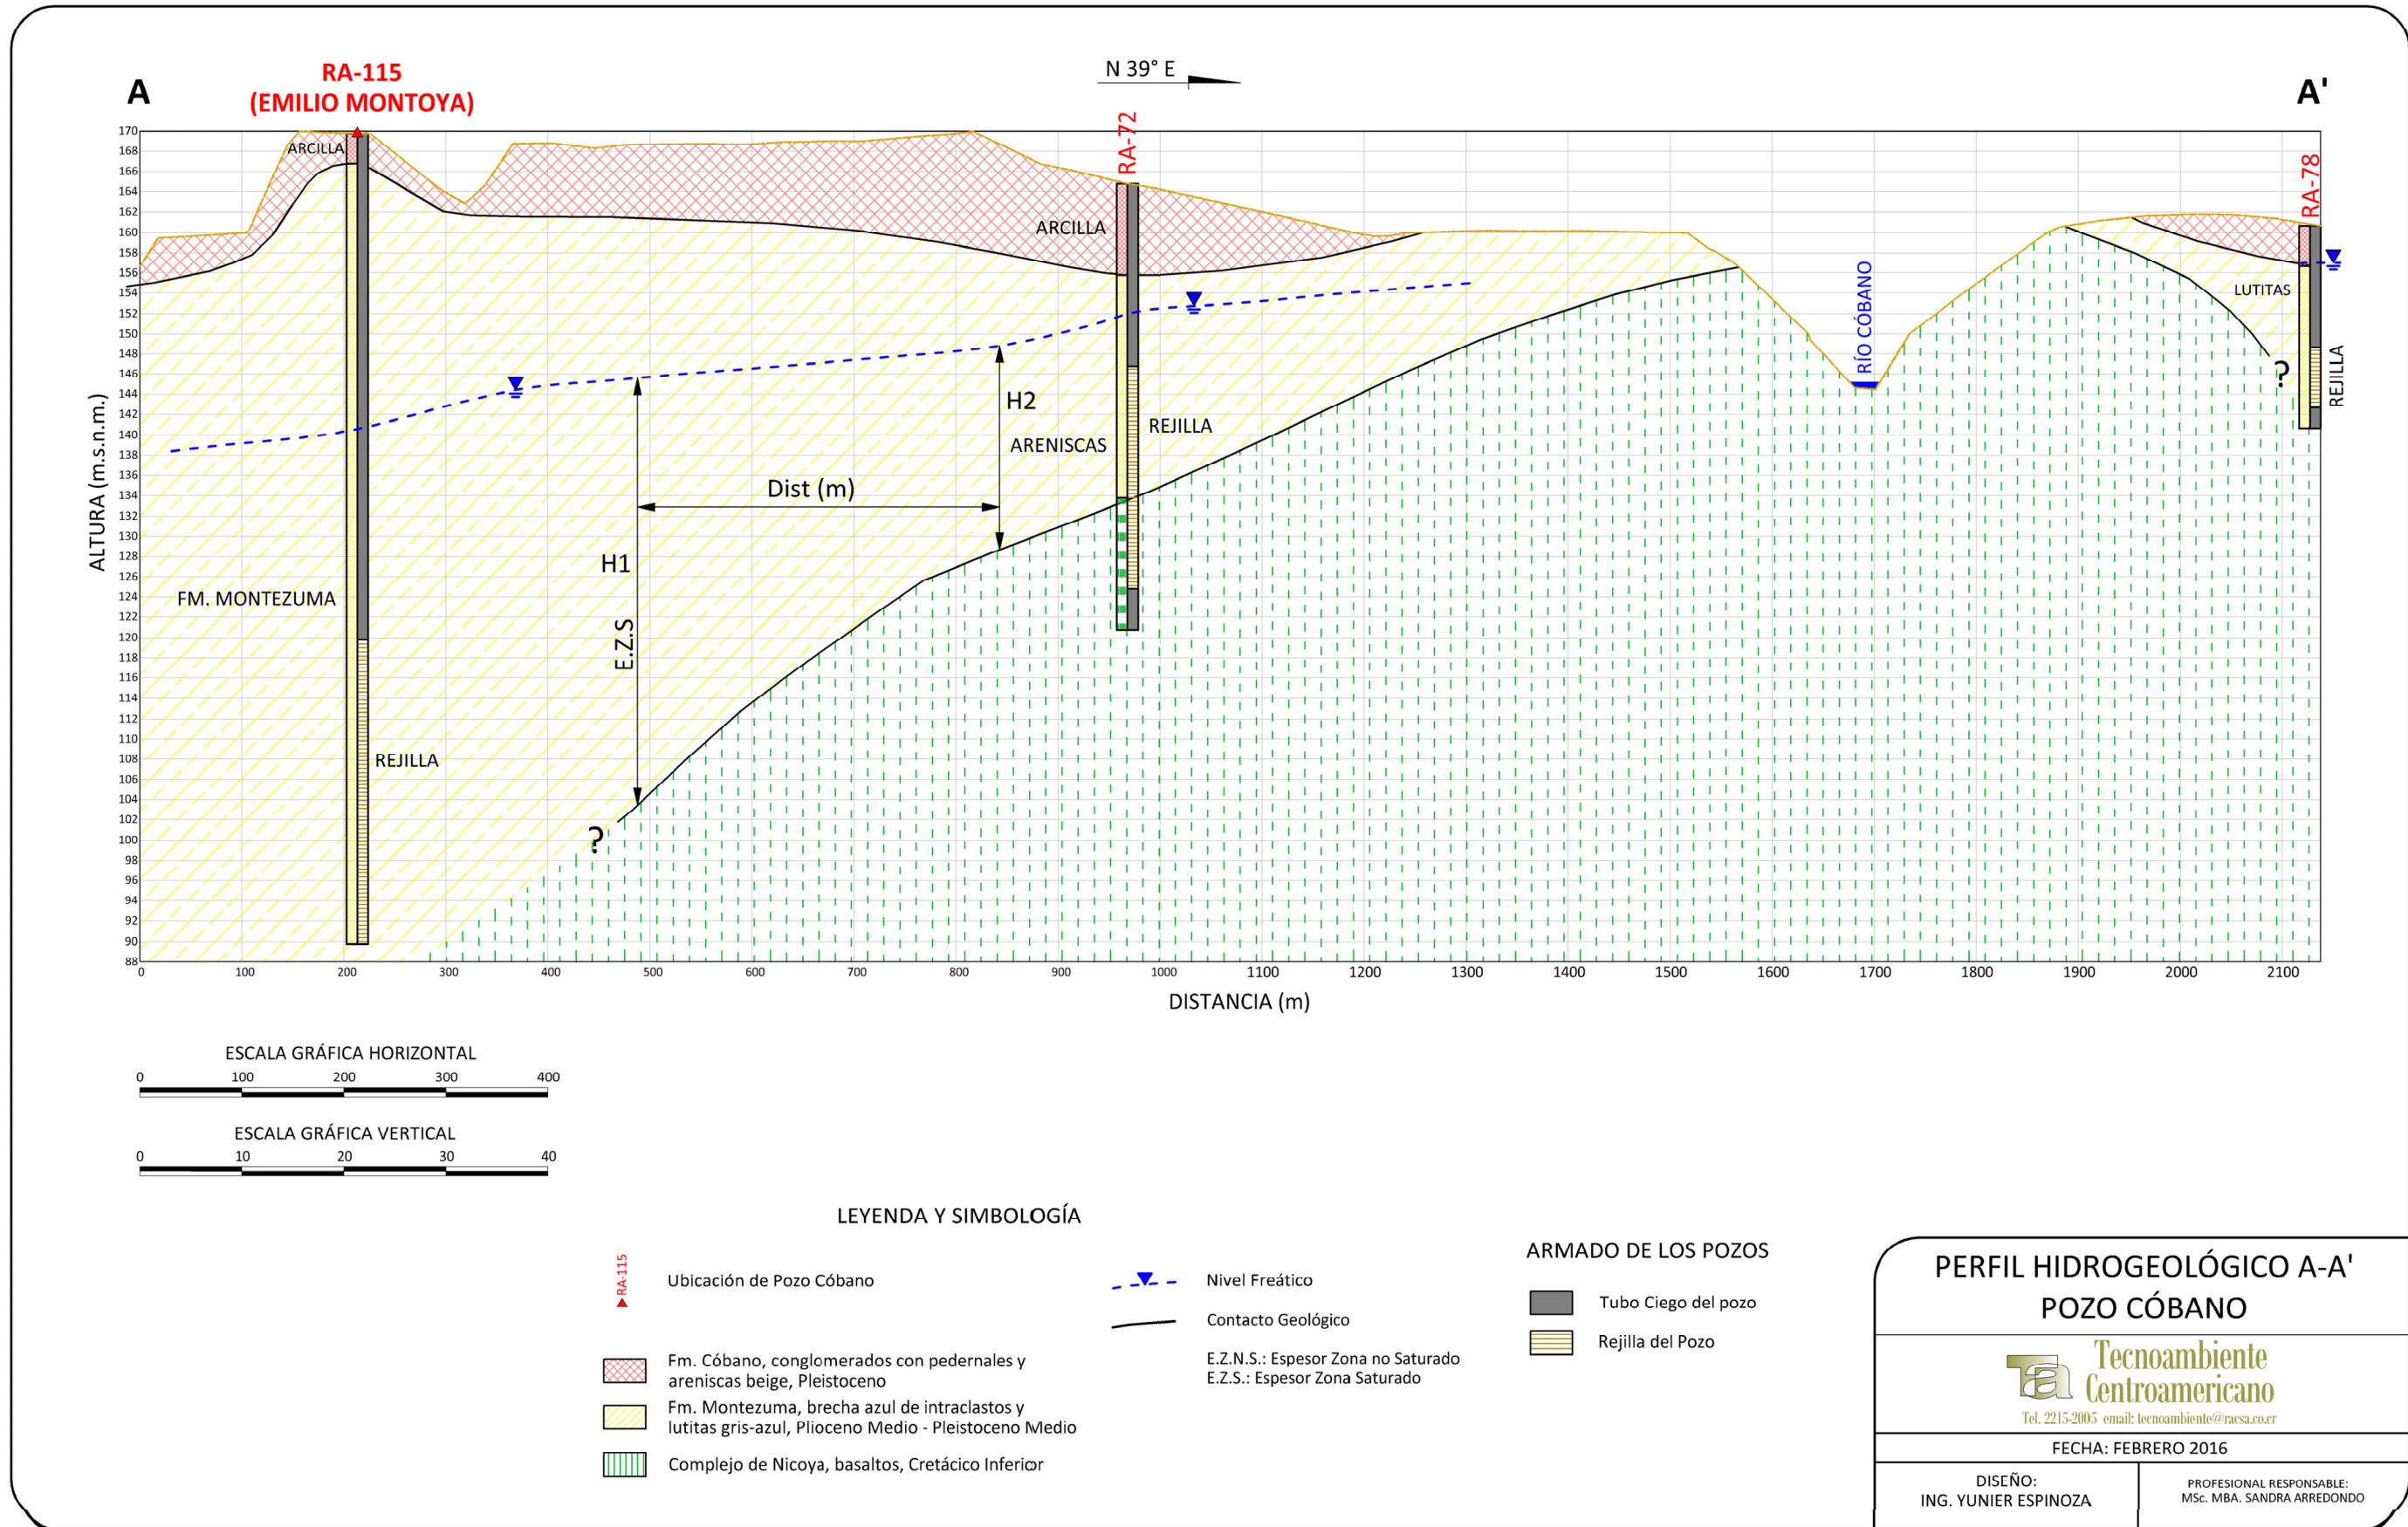 A
RA-115
(EMILIO MONTOYA)
N 39° E
RA-72
A'
RA-78
ALTURA (m.s.n.m.)
170
168
166
164
162
160
158
156
154
152
150
148
146
144
142
140
138
136
134
132
130
128
126
124
122
120
118
116
114
112
110
108
106
104
102
100
98
96
94
92
90
88
ARCILLA
ARCILLA
RÍO CÓBANO
LUTITAS
REJILLA
?
H2
ARENISCAS
REJILLA
Dist (m)
H1
E.Z.S
FM. MONTEZUMA
REJILLA
?
0 100 200 300 400 500 600 700 800 900 1000 1100 1200 1300 1400 1500 1600 1700 1800 1900 2000 2100
DISTANCIA (m)
ESCALA GRÁFICA HORIZONTAL
0 100 200 300 400
ESCALA GRÁFICA VERTICAL
0 10 20 30 40
LEYENDA Y SIMBOLOGÍA
RA-115
Ubicación de Pozo Cóbano
Fm. Cóbano, conglomerados con pedernales y
areniscas beige, Pleistoceno
Fm. Montezuma, brecha azul de intraclastos y
lutitas gris-azul, Plioceno Medio - Pleistoceno Medio
Complejo de Nicoya, basaltos, Cretácico Inferior
Nivel Freático
Contacto Geológico
E.Z.N.S.: Espesor Zona no Saturado
E.Z.S.: Espesor Zona Saturado
ARMADO DE LOS POZOS
Tubo Ciego del pozo
Rejilla del Pozo
PERFIL HIDROGEOLÓGICO A-A'
POZO CÓBANO
Tca
Tecnoambiente
Centroamericano
Tel. 2215-2005 email: tecnoambiente@racsa.co.cr
FECHA: FEBRERO 2016
DISEÑO:
ING. YUNIER ESPINOZA
PROFESIONAL RESPONSABLE:
MSc. MBA. SANDRA ARREDONDO